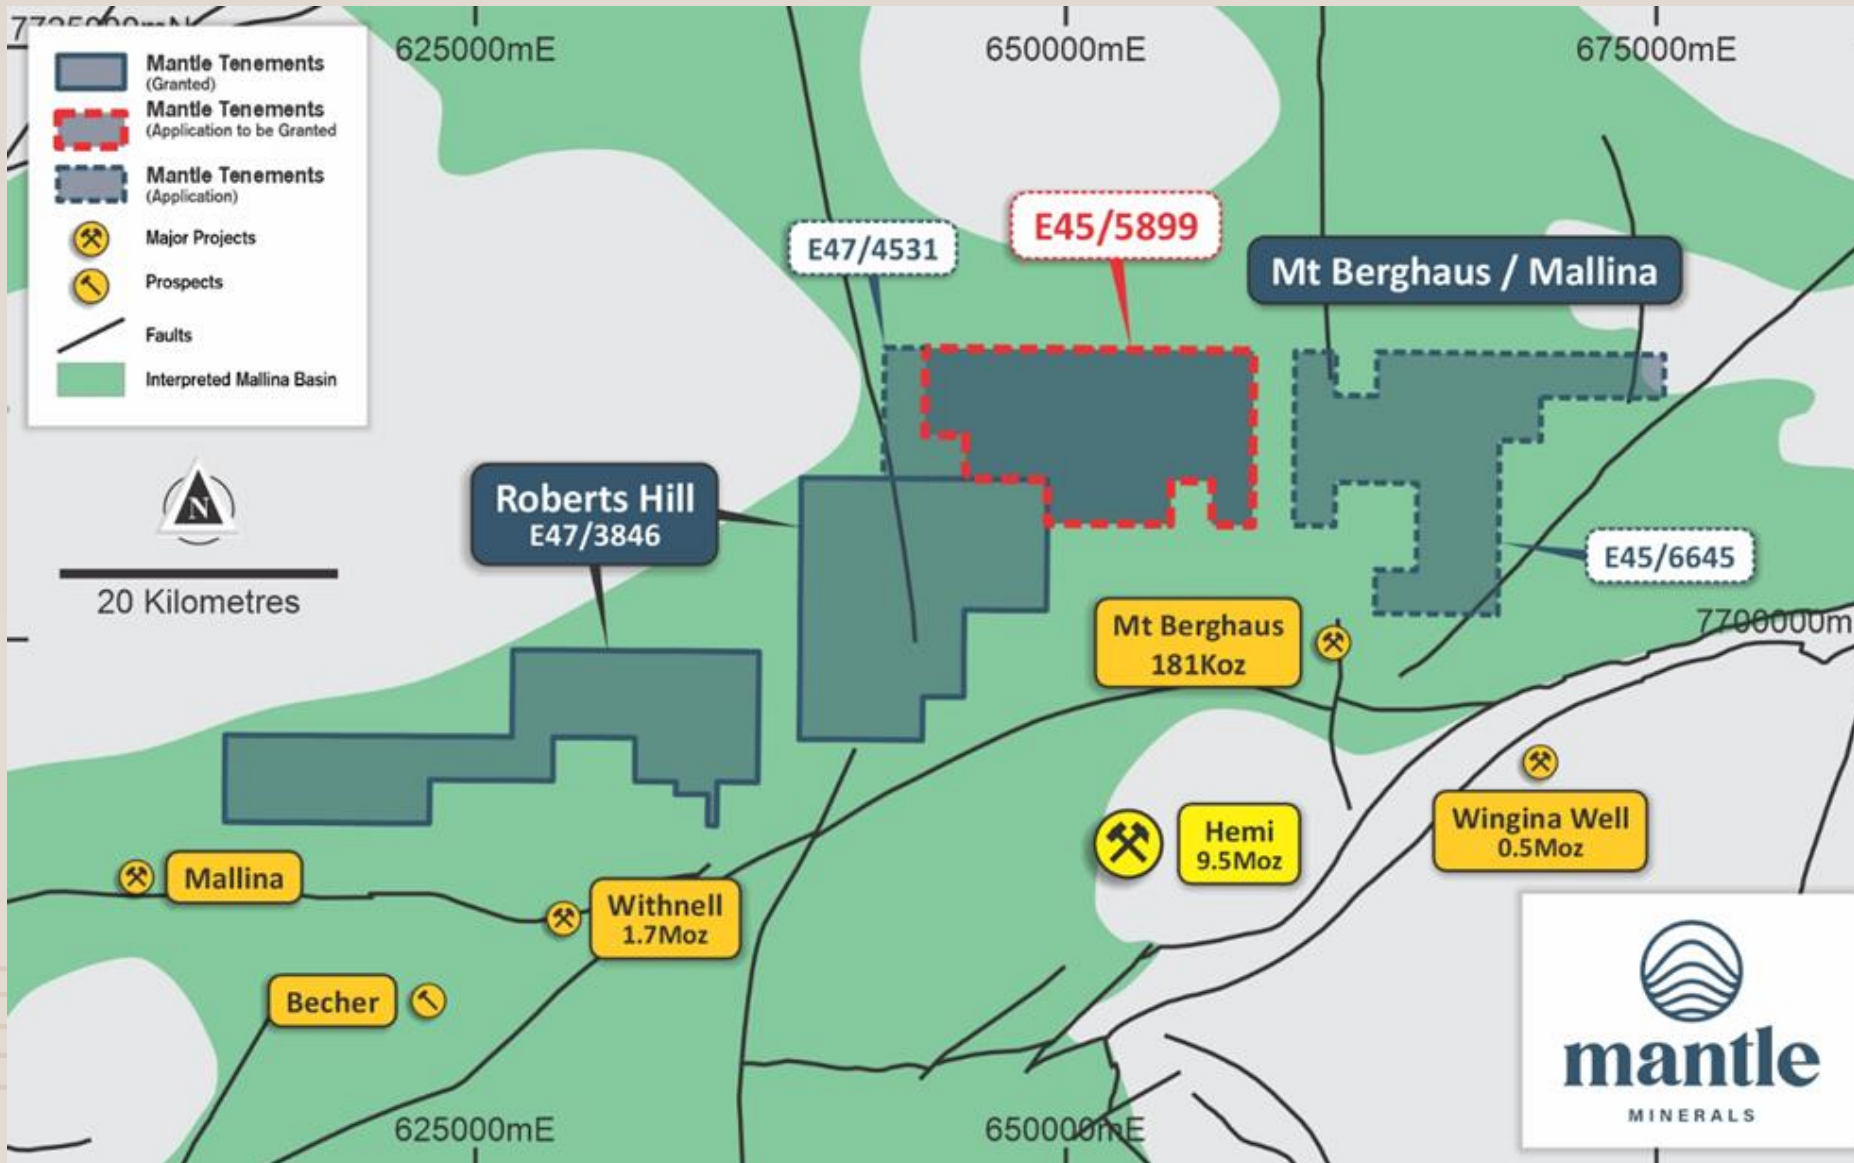 7725000mN
625000mE
650000mE
675000mE
Mantle Tenements
(Granted)
Mantle Tenements
(Application to be Granted
Mantle Tenements
(Application)
Major Projects
Prospects
Faults
Interpreted Mallina Basin
N
20 Kilometres
E47/4531
E45/5899
Mt Berghaus / Mallina
Roberts Hill
E47/3846
E45/6645
7700000m
Mt Berghaus
181Koz
Hemi
9.5Moz
Wingina Well
0.5Moz
Mallina
Withnell
1.7Moz
Becher
625000mE
650000mE
mantle
MINERALS